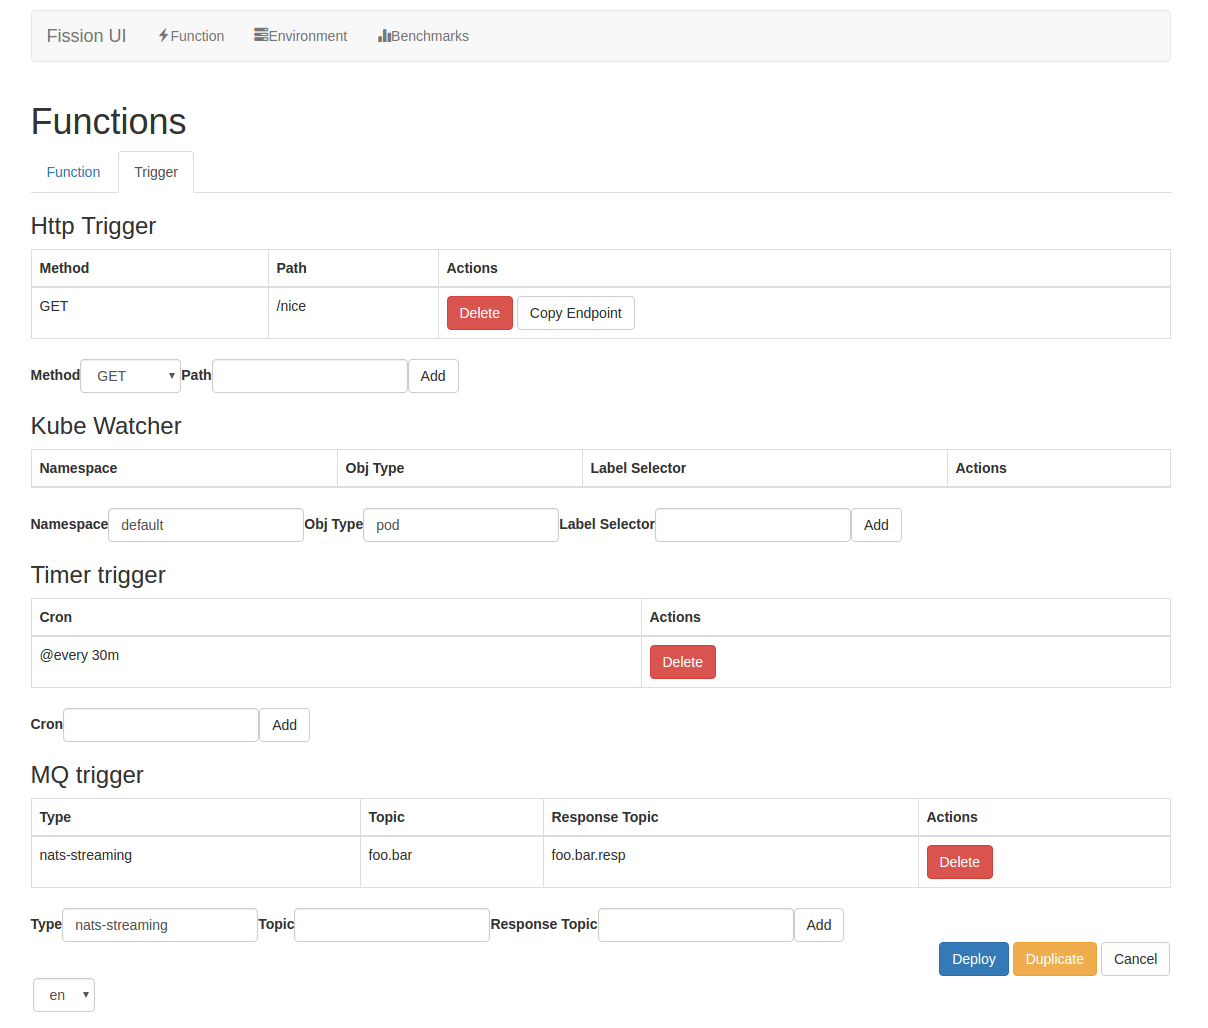 Fission UI Function Environment Benchmarks
Functions
Function Trigger
Http Trigger
Method Path Actions
GET /nice Delete Copy Endpoint
Method GET Path Add
Kube Watcher
Namespace Obj Type Label Selector Actions
Namespace default Obj Type pod Label Selector Add
Timer trigger
Cron Actions
@every 30m Delete
Cron Add
MQ trigger
Type Topic Response Topic Actions
nats-streaming foo.bar foo.bar.resp Delete
Type nats-streaming Topic Response Topic Add
Deploy Duplicate Cancel
en